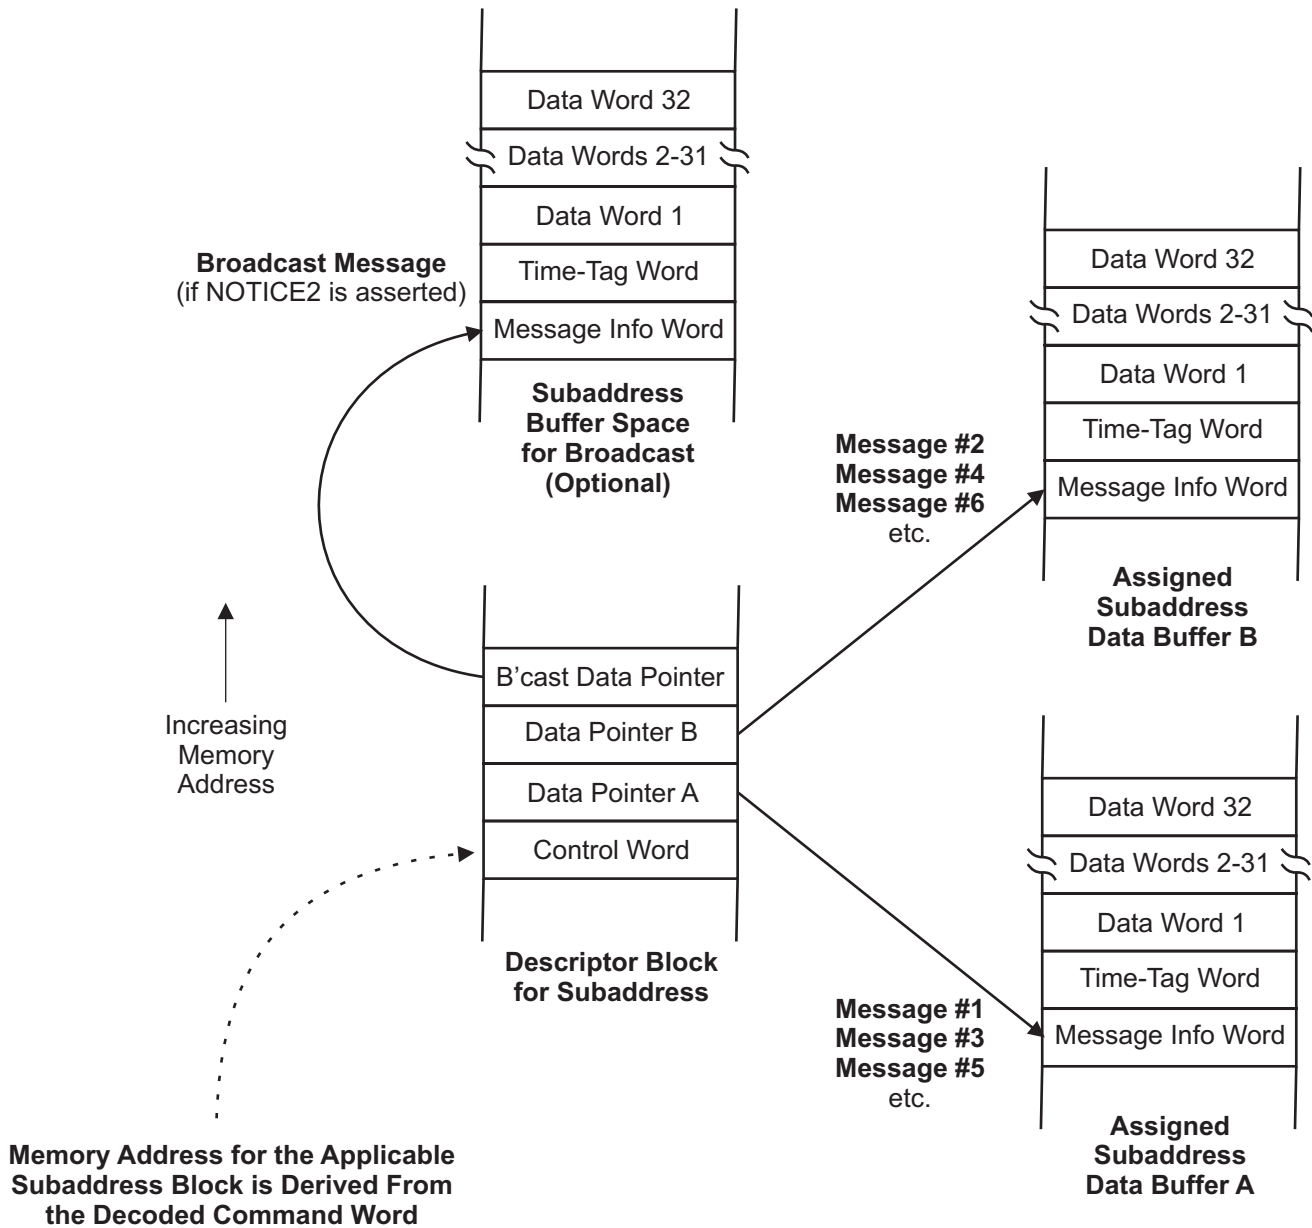 Data Word 32
Data Words 2-31
Data Word 1
Time-Tag Word
Message Info Word
Broadcast Message
(if NOTICE2 is asserted)
Subaddress
Buffer Space
for Broadcast
(Optional)
Data Word 32
Data Words 2-31
Data Word 1
Time-Tag Word
Message Info Word
Message #2
Message #4
Message #6
etc.
Assigned
Subaddress
Data Buffer B
Increasing
Memory
Address
B’cast Data Pointer
Data Pointer B
Data Pointer A
Control Word
Descriptor Block
for Subaddress
Data Word 32
Data Words 2-31
Data Word 1
Time-Tag Word
Message Info Word
Message #1
Message #3
Message #5
etc.
Assigned
Subaddress
Data Buffer A
Memory Address for the Applicable
Subaddress Block is Derived From
the Decoded Command Word